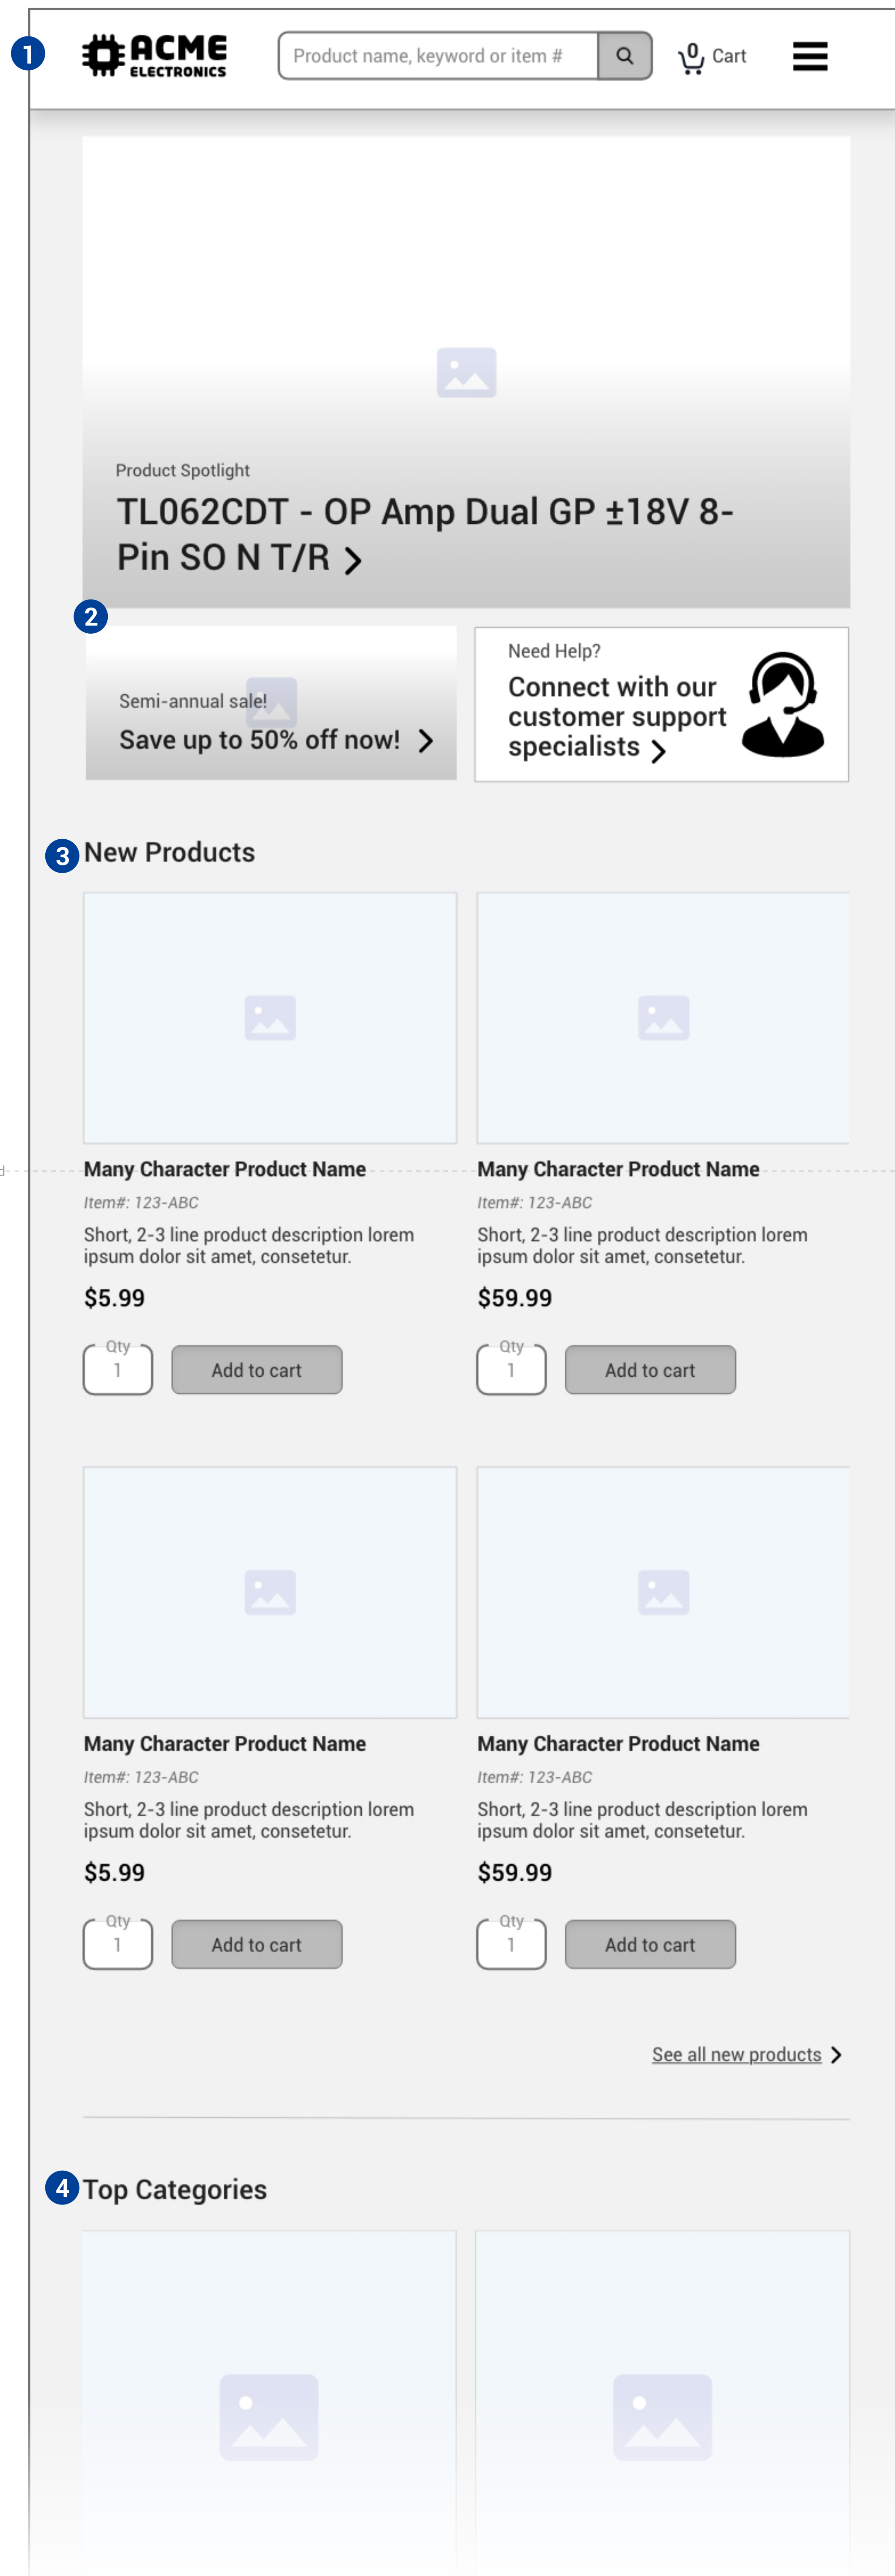 1
ACME
ELECTRONICS
Product name, keyword or item #
0
Cart
Product Spotlight
TL062CDT - OP Amp Dual GP ±18V 8-
Pin SO N T/R
2
Semi-annual sale!
Save up to 50% off now!
Need Help?
Connect with our
customer support
specialists
3
New Products
Many Character Product Name
Item#: 123-ABC
Short, 2-3 line product description lorem
ipsum dolor sit amet, consetetur.
$5.99
Qty
1
Add to cart
Many Character Product Name
Item#: 123-ABC
Short, 2-3 line product description lorem
ipsum dolor sit amet, consetetur.
$59.99
Qty
1
Add to cart
Many Character Product Name
Item#: 123-ABC
Short, 2-3 line product description lorem
ipsum dolor sit amet, consetetur.
$5.99
Qty
1
Add to cart
Many Character Product Name
Item#: 123-ABC
Short, 2-3 line product description lorem
ipsum dolor sit amet, consetetur.
$59.99
Qty
1
Add to cart
See all new products
4
Top Categories